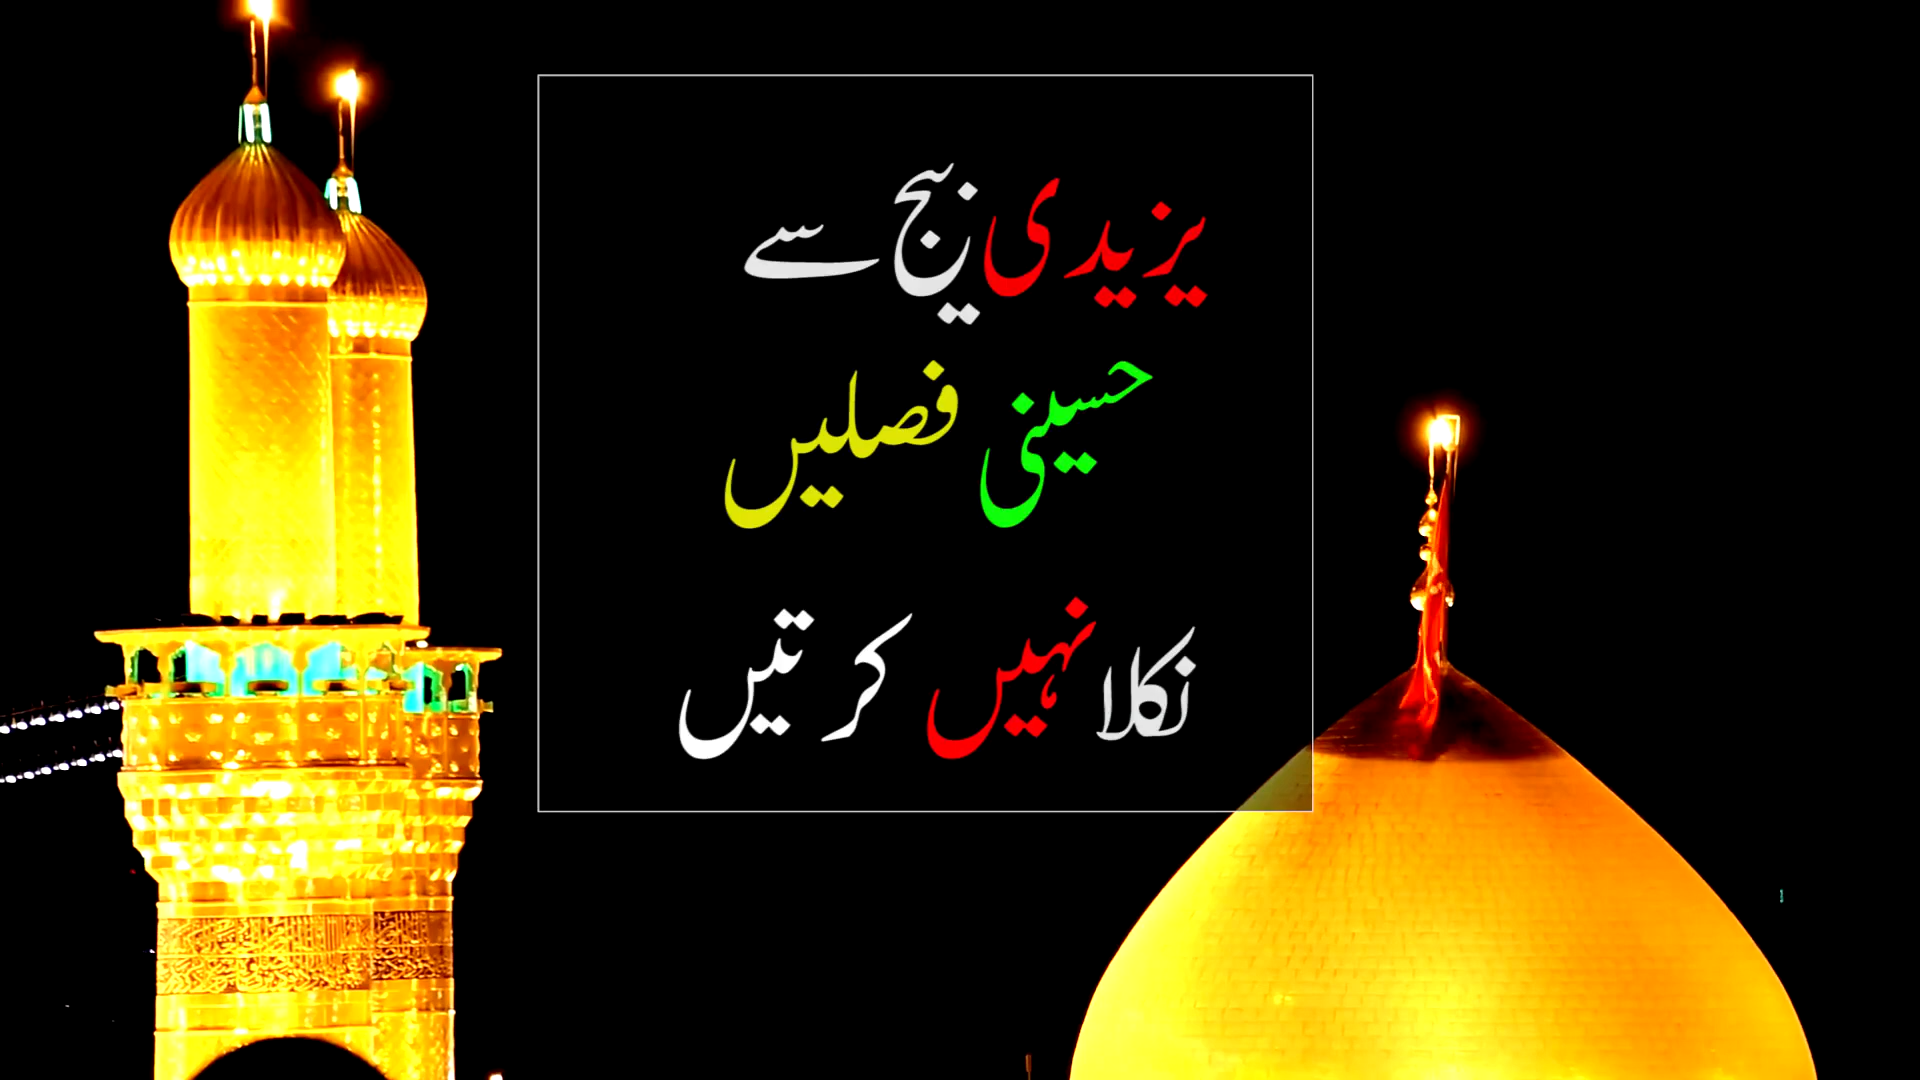 یزیدی بیج سے
حسینی فصلیں
نکلا نہیں کرتیں